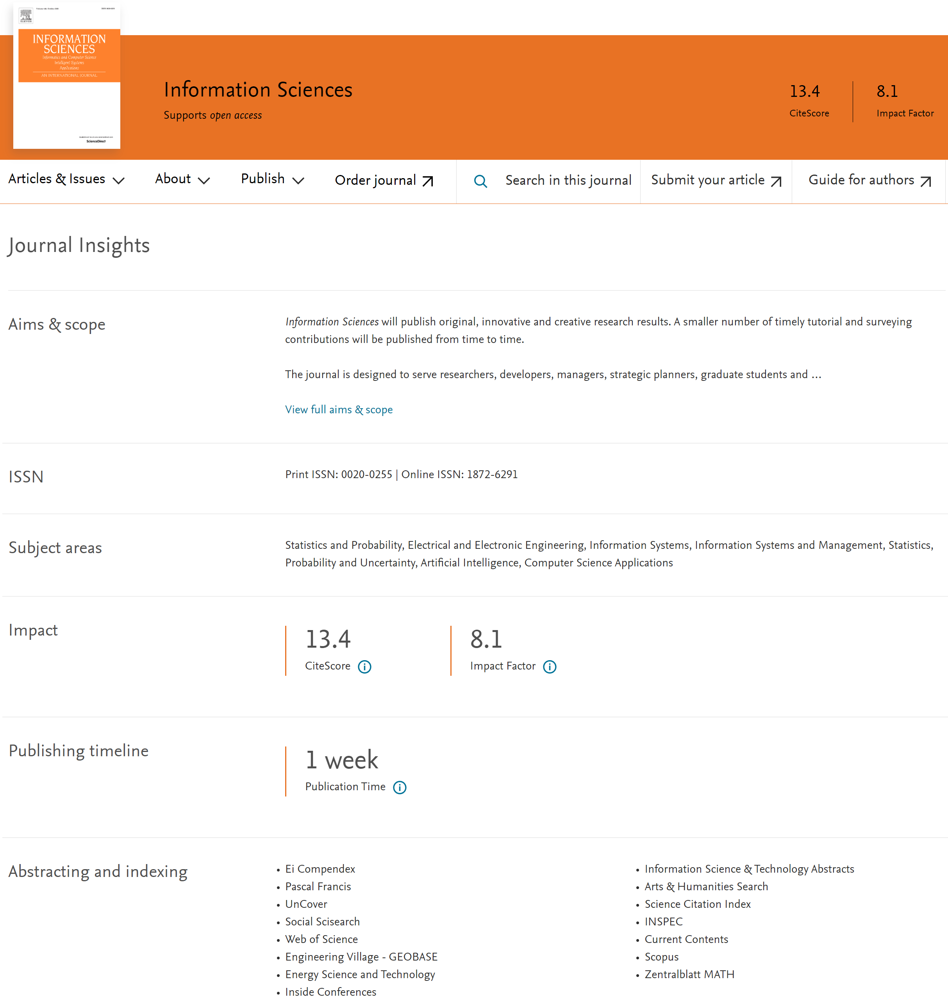 ELSEVIER
INFORMATION
SCIENCES
Informatics and Computer Science
Intelligent Systems
Applications
AN INTERNATIONAL JOURNAL
ScienceDirect
Information Sciences
Supports open access
13.4
CiteScore
8.1
Impact Factor
Articles & Issues
About
Publish
Order journal
Search in this journal
Submit your article
Guide for authors
Journal Insights
Aims & scope
Information Sciences will publish original, innovative and creative research results. A smaller number of timely tutorial and surveying
contributions will be published from time to time.
The journal is designed to serve researchers, developers, managers, strategic planners, graduate students and ...
View full aims & scope
ISSN
Print ISSN: 0020-0255 | Online ISSN: 1872-6291
Subject areas
Statistics and Probability, Electrical and Electronic Engineering, Information Systems, Information Systems and Management, Statistics,
Probability and Uncertainty, Artificial Intelligence, Computer Science Applications
Impact
13.4
CiteScore
8.1
Impact Factor
Publishing timeline
1 week
Publication Time
Abstracting and indexing
• Ei Compendex
• Pascal Francis
• UnCover
• Social Scisearch
• Web of Science
• Engineering Village - GEOBASE
• Energy Science and Technology
• Inside Conferences
• Information Science & Technology Abstracts
• Arts & Humanities Search
• Science Citation Index
• INSPEC
• Current Contents
• Scopus
• Zentralblatt MATH